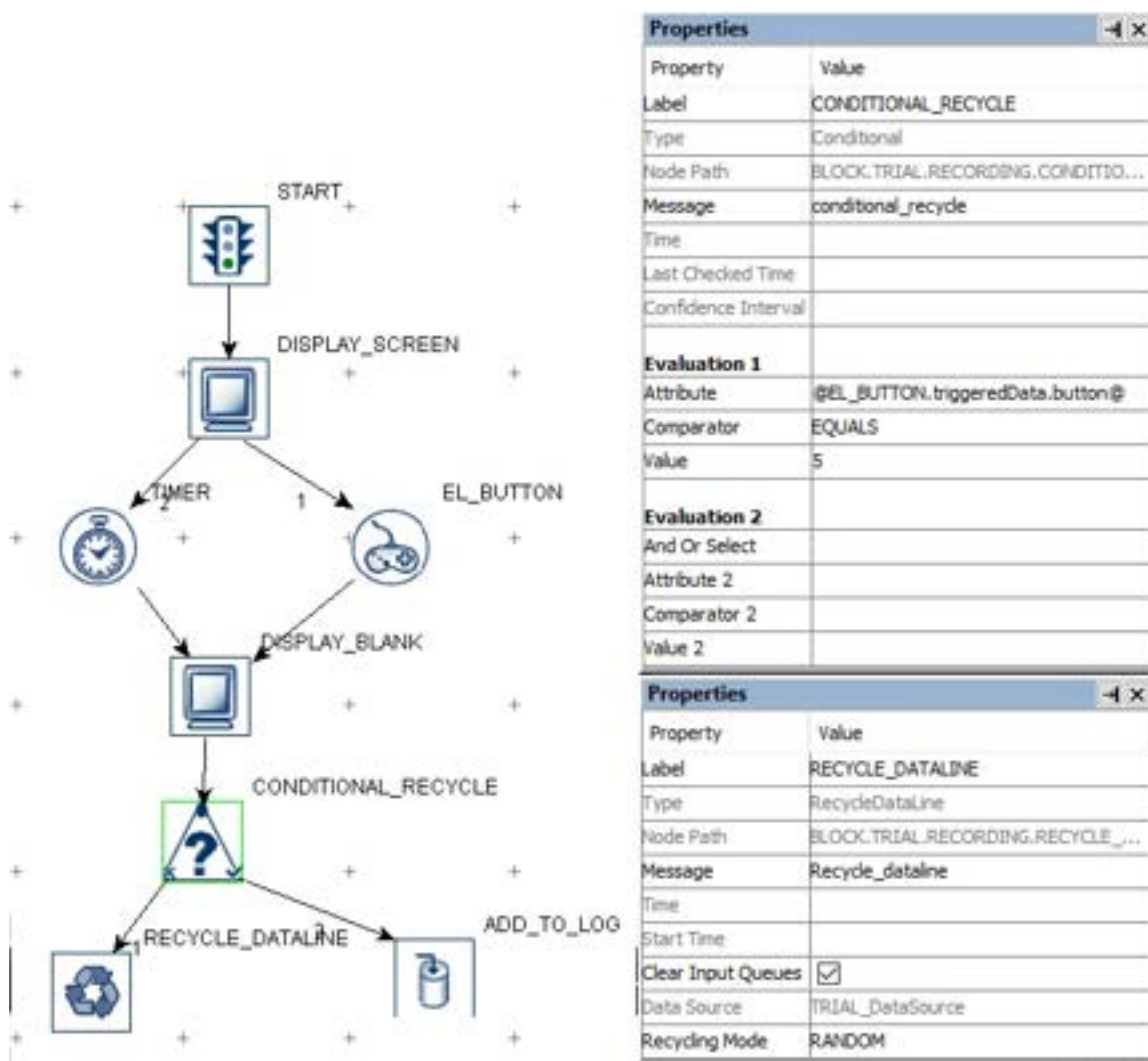 START
DISPLAY_SCREEN
TIMER
2
1
EL_BUTTON
DISPLAY_BLANK
CONDITIONAL_RECYCLE
?
1
RECYCLE_DATALINE
2
ADD_TO_LOG
Properties
Property Value
Label CONDITIONAL_RECYCLE
Type Conditional
Node Path BLOCK.TRIAL.RECORDING.CONDITIO...
Message conditional_recycle
Time
Last Checked Time
Confidence Interval
Evaluation 1
Attribute @EL_BUTTON.triggeredData.button@
Comparator EQUALS
Value 5
Evaluation 2
And Or Select
Attribute 2
Comparator 2
Value 2
Properties
Property Value
Label RECYCLE_DATALINE
Type RecycleDataLine
Node Path BLOCK.TRIAL.RECORDING.RECYCLE_...
Message Recycle_dataline
Time
Start Time
Clear Input Queues
Data Source TRIAL_DataSource
Recycling Mode RANDOM